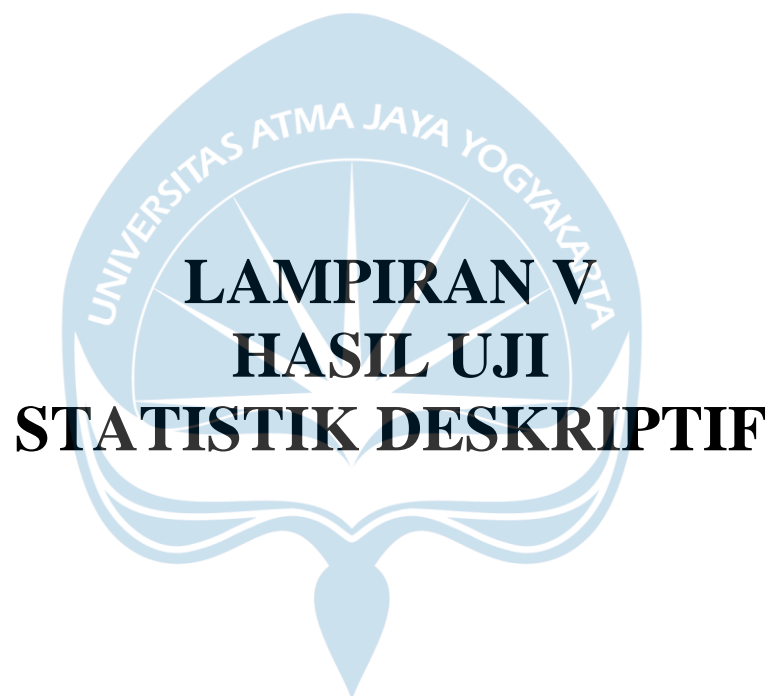 UNIVERSITAS ATMA JAYA YOGYAKARTA
LAMPIRAN V
HASIL UJI
STATISTIK DESKRIPTIF